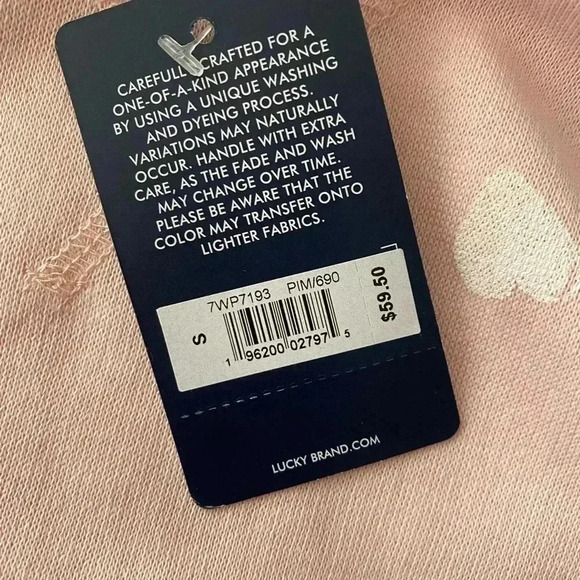 CAREFULLY CRAFTED FOR A
ONE-OF-A-KIND APPEARANCE
BY USING A UNIQUE WASHING
AND DYEING PROCESS.
VARIATIONS MAY NATURALLY
OCCUR. HANDLE WITH EXTRA
CARE, AS THE FADE AND WASH
MAY CHANGE OVER TIME.
PLEASE BE AWARE THAT THE
COLOR MAY TRANSFER ONTO
LIGHTER FABRICS.
7WP7193 PIM/690
S
1 96200 02797 5
$59.50
LUCKY BRAND.COM